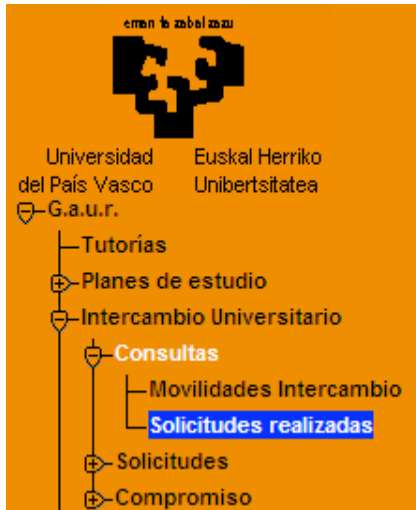 eman ta zabal zazu
Universidad Euskal Herriko
del País Vasco Unibertsitatea
G.a.u.r.
Tutorías
Planes de estudio
Intercambio Universitario
Consultas
Movilidades Intercambio
Solicitudes realizadas
Solicitudes
Compromiso